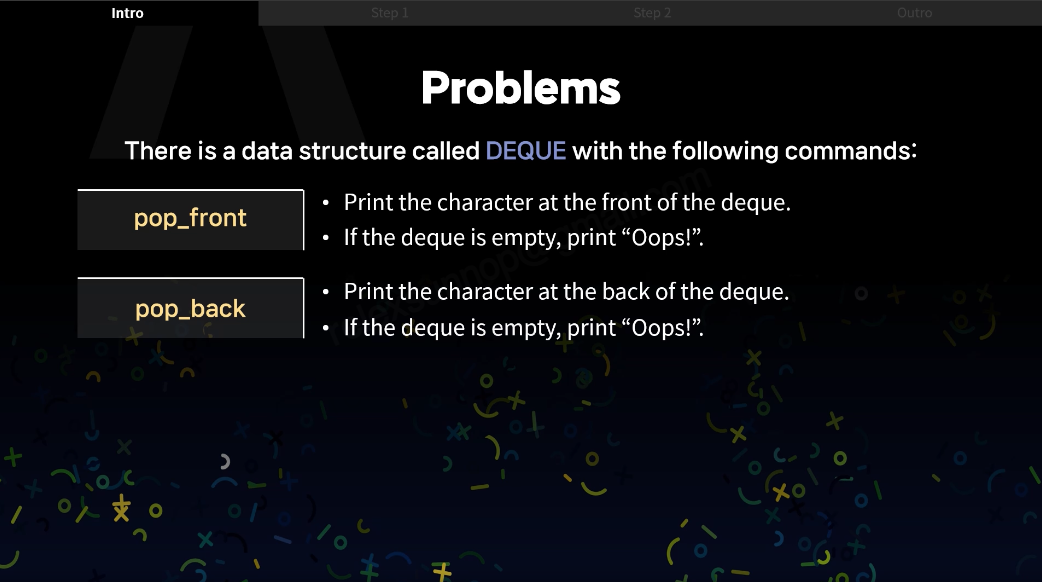 Intro
Step 1
Step 2
Outro
Problems
There is a data structure called DEQUE with the following commands:
pop_front
• Print the character at the front of the deque.
• If the deque is empty, print “Oops!”.
pop_back
• Print the character at the back of the deque.
• If the deque is empty, print “Oops!”.